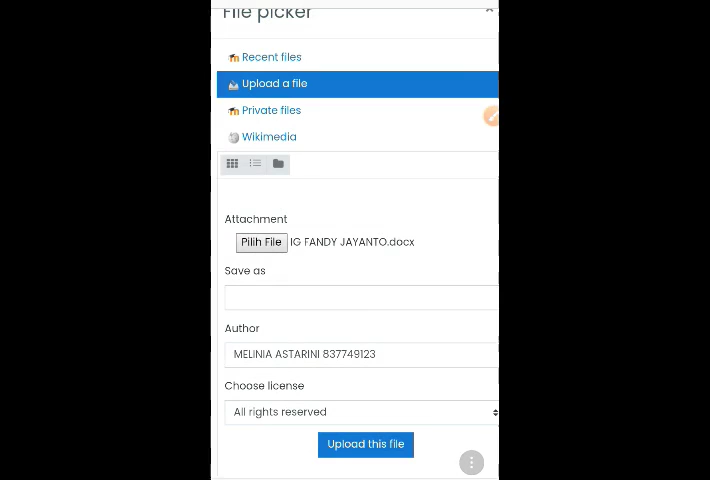 File picker
Recent files
Upload a file
Private files
Wikimedia
Attachment
Pilih File IG FANDY JAYANTO.docx
Save as
Author
MELINIA ASTARINI 837749123
Choose license
All rights reserved
Upload this file